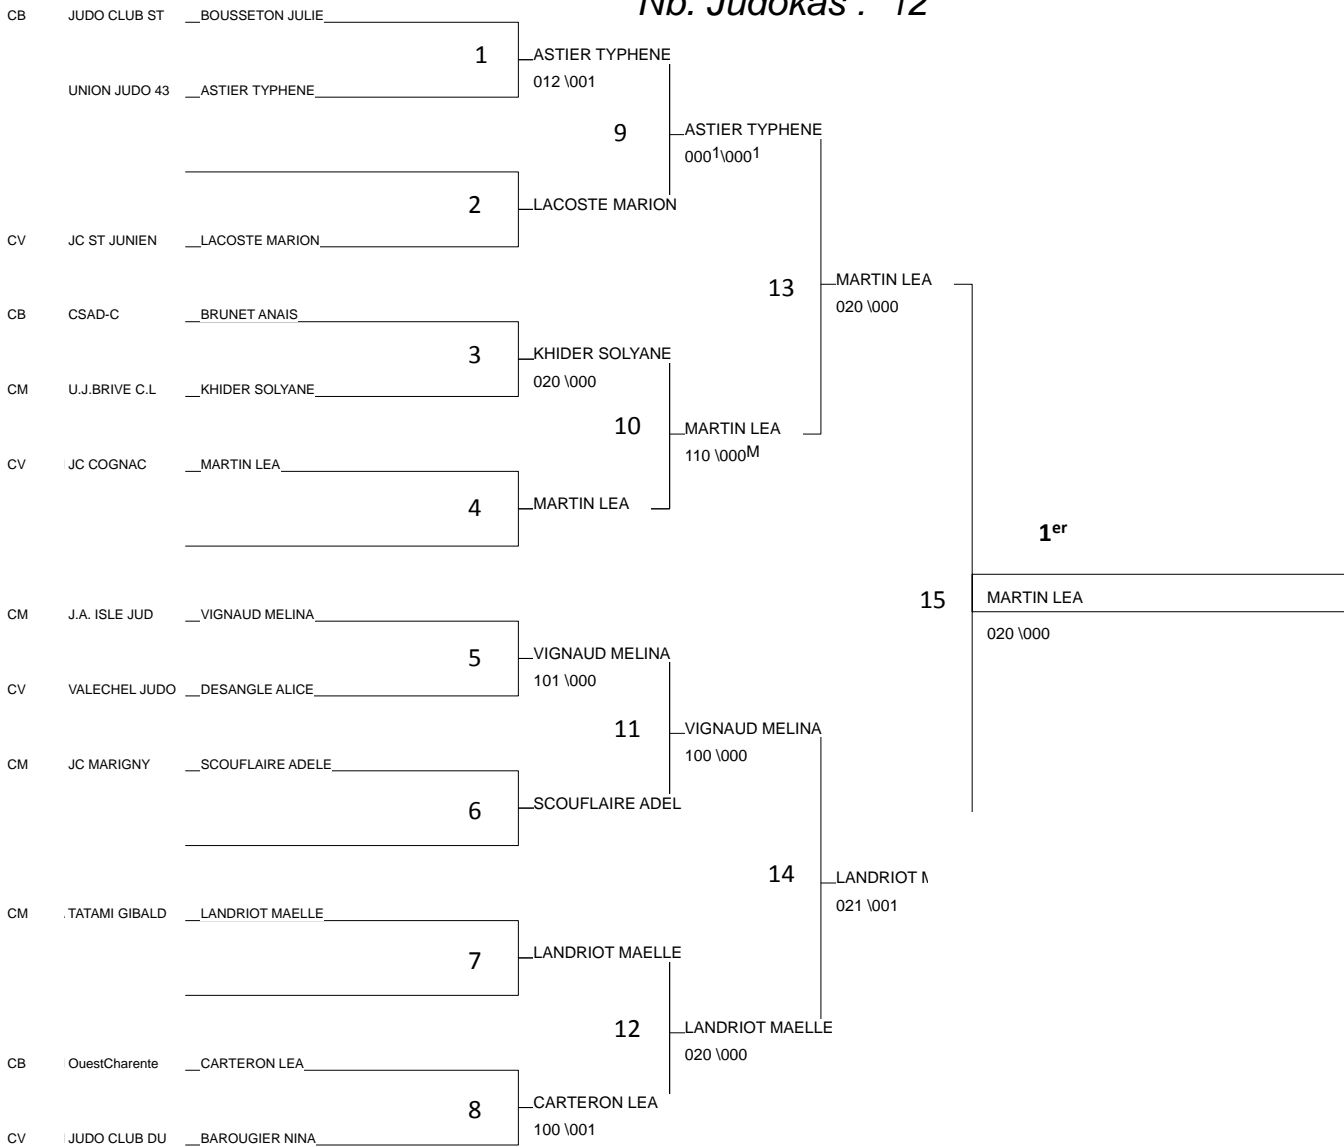 Nb. Judokas : 12
CB JUDO CLUB ST BOUSSETON JULIE
1 ASTIER TYPHENE
012 \001
UNION JUDO 43 ASTIER TYPHENE
9 ASTIER TYPHENE
000¹\000¹
2 LACOSTE MARION
CV JC ST JUNIEN LACOSTE MARION
13 MARTIN LEA
020 \000
CB CSAD-C BRUNET ANAIS
3 KHIDER SOLYANE
020 \000
CM U.J.BRIVE C.L KHIDER SOLYANE
10 MARTIN LEA
110 \000ᴹ
CV JC COGNAC MARTIN LEA
4 MARTIN LEA
1er
15 MARTIN LEA
020 \000
CM J.A. ISLE JUD VIGNAUD MELINA
5 VIGNAUD MELINA
101 \000
CV VALECHEL JUDO DESANGLE ALICE
11 VIGNAUD MELINA
100 \000
CM JC MARIGNY SCOUFLAIRE ADELE
6 SCOUFLAIRE ADEL
14 LANDRIOT
021 \001
CM TATAMI GIBALD LANDRIOT MAELLE
7 LANDRIOT MAELLE
12 LANDRIOT MAELLE
020 \000
CB OuestCharente CARTERON LEA
8 CARTERON LEA
100 \001
CV JUDO CLUB DU BAROUGIER NINA